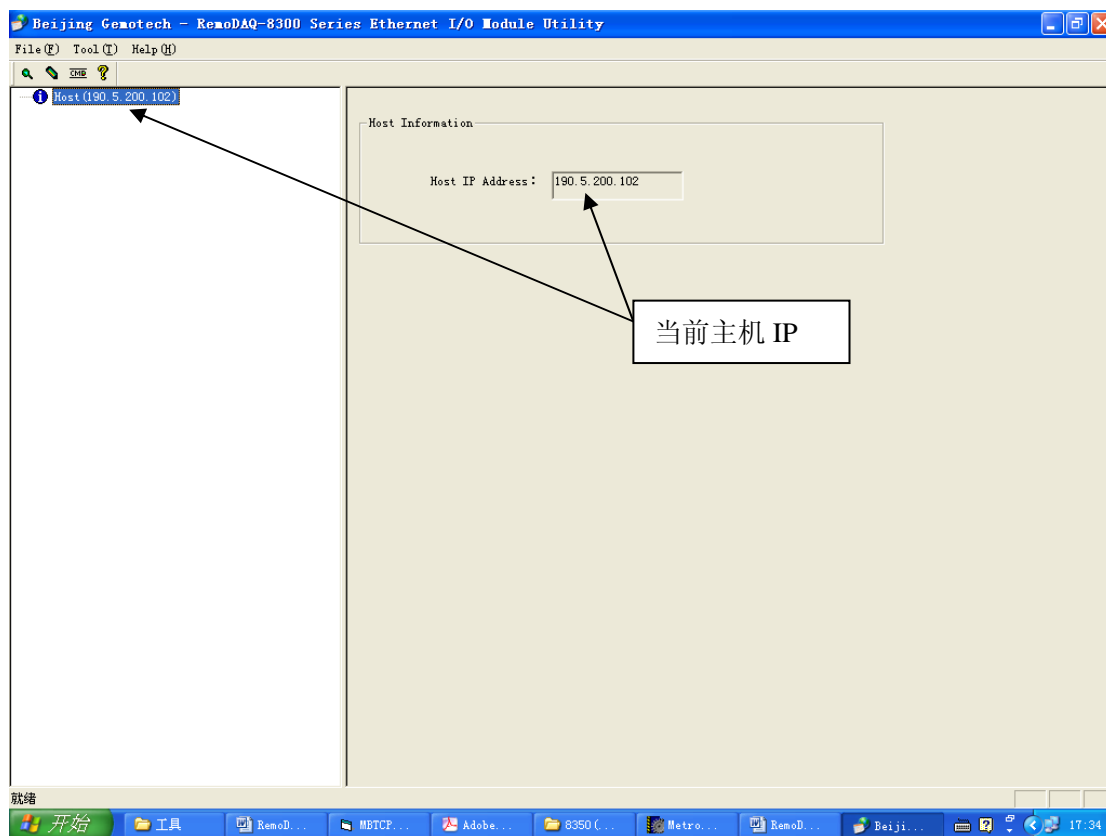 Beijing Gemotech - RemoDAQ-8300 Series Ethernet I/O Module Utility
File(F) Tool(T) Help(H)
CMD
Host(190.5.200.102)
Host Information
Host IP Address: 190.5.200.102
当前主机 IP
就绪
开始 工具 RemoD... MBTCP... Adobe... 8350(... Metro... RemoD... Beiji... 17:34